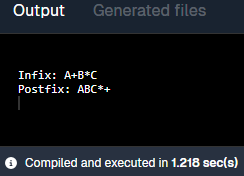 Output Generated files
Infix: A+B*C
Postfix: ABC*+
Compiled and executed in 1.218 sec(s)